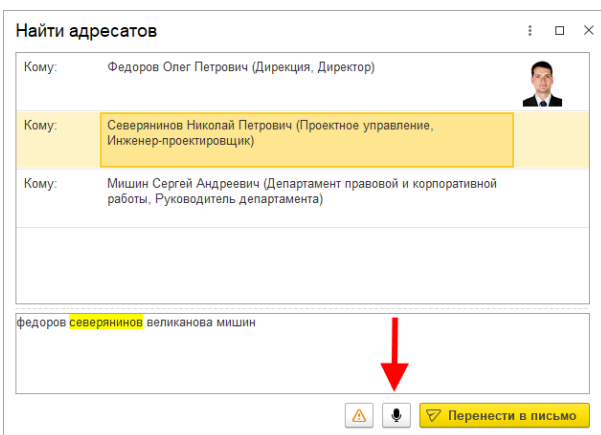 Найти адресатов
Кому: Федоров Олег Петрович (Дирекция, Директор)
Кому: Северянинов Николай Петрович (Проектное управление,
Инженер-проектировщик)
Кому: Мишин Сергей Андреевич (Департамент правовой и корпоративной
работы, Руководитель департамента)
федоров северянинов великанова мишин
Перенести в письмо